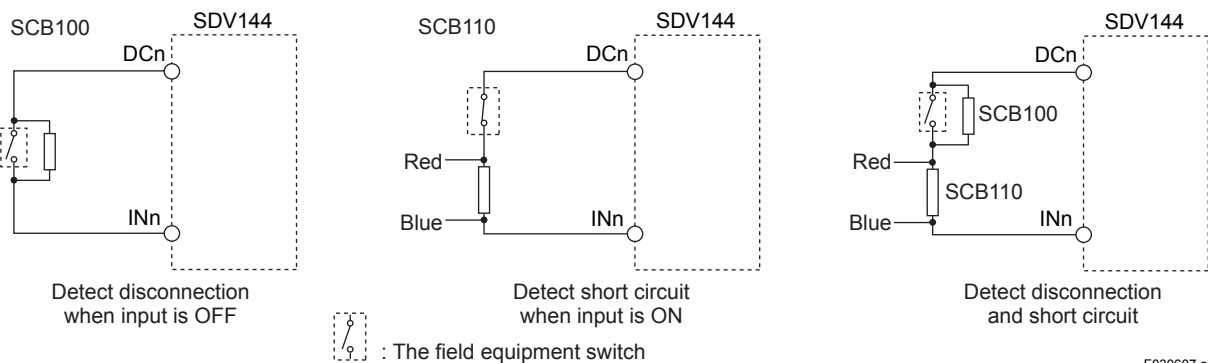 SCB100
SDV144
DCn
INn
Detect disconnection
when input is OFF
SCB110
SDV144
DCn
Red
Blue
INn
Detect short circuit
when input is ON
SDV144
DCn
SCB100
Red
SCB110
Blue
INn
Detect disconnection
and short circuit
: The field equipment switch